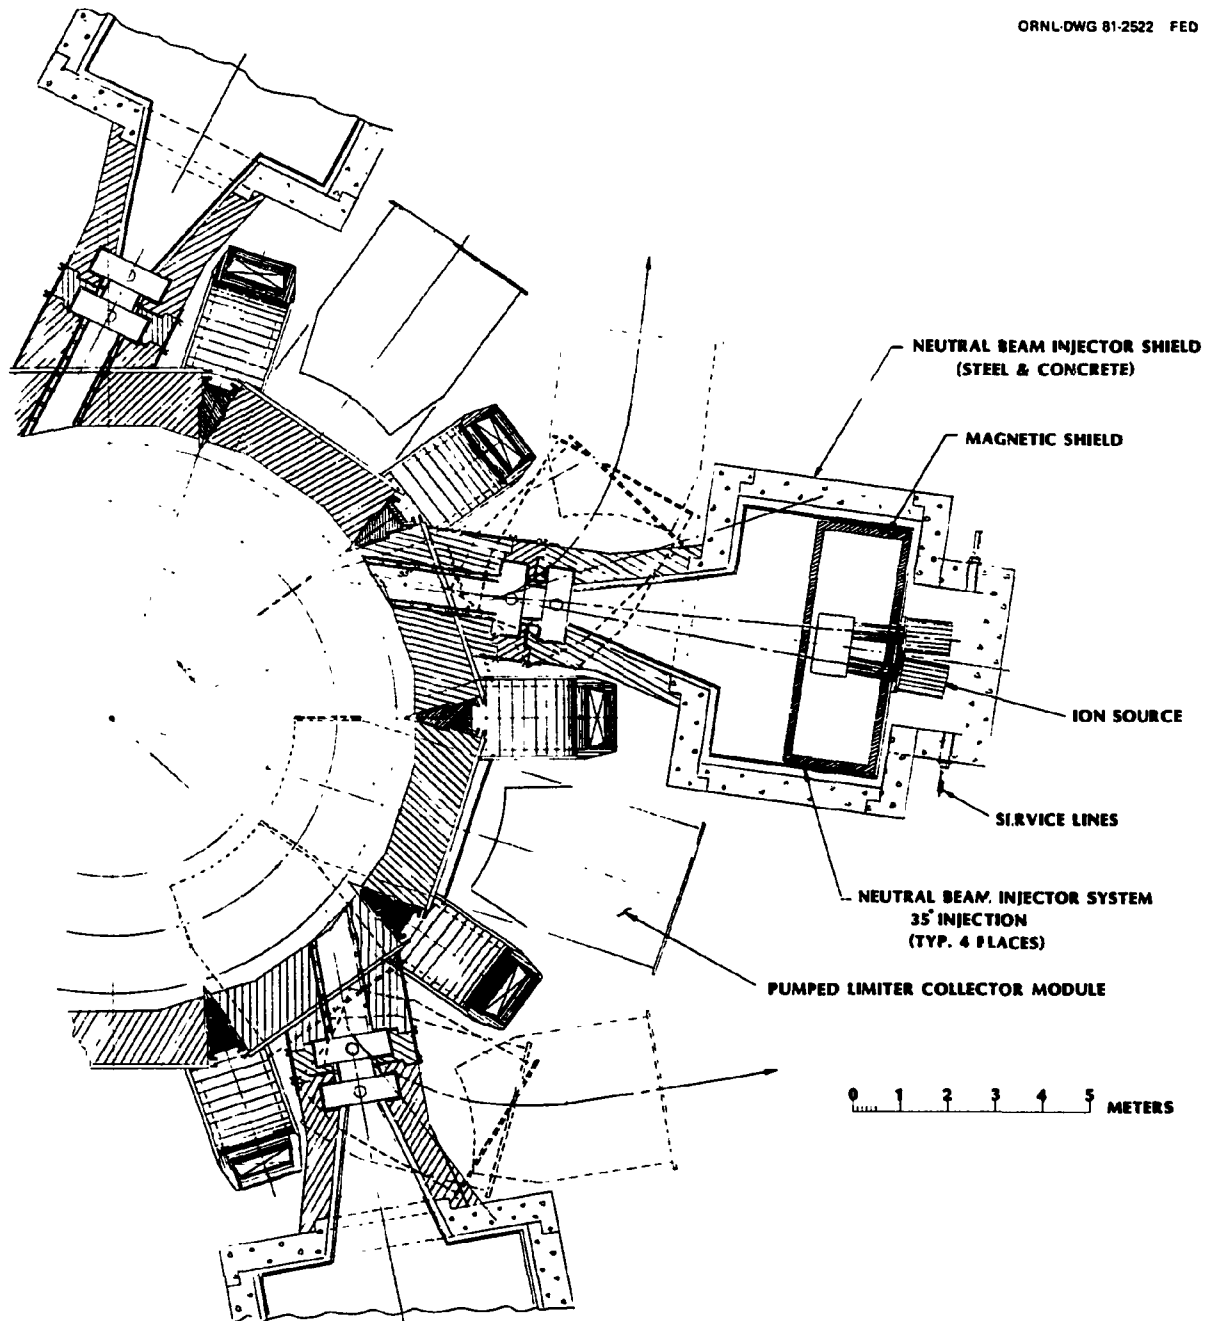 ORNL-DWG 81-2522 FED
NEUTRAL BEAM INJECTOR SHIELD
(STEEL & CONCRETE)
MAGNETIC SHIELD
ION SOURCE
SERVICE LINES
NEUTRAL BEAM INJECTOR SYSTEM
35° INJECTION
(TYP. 4 PLACES)
PUMPED LIMITER COLLECTOR MODULE
0 1 2 3 4 5 METERS